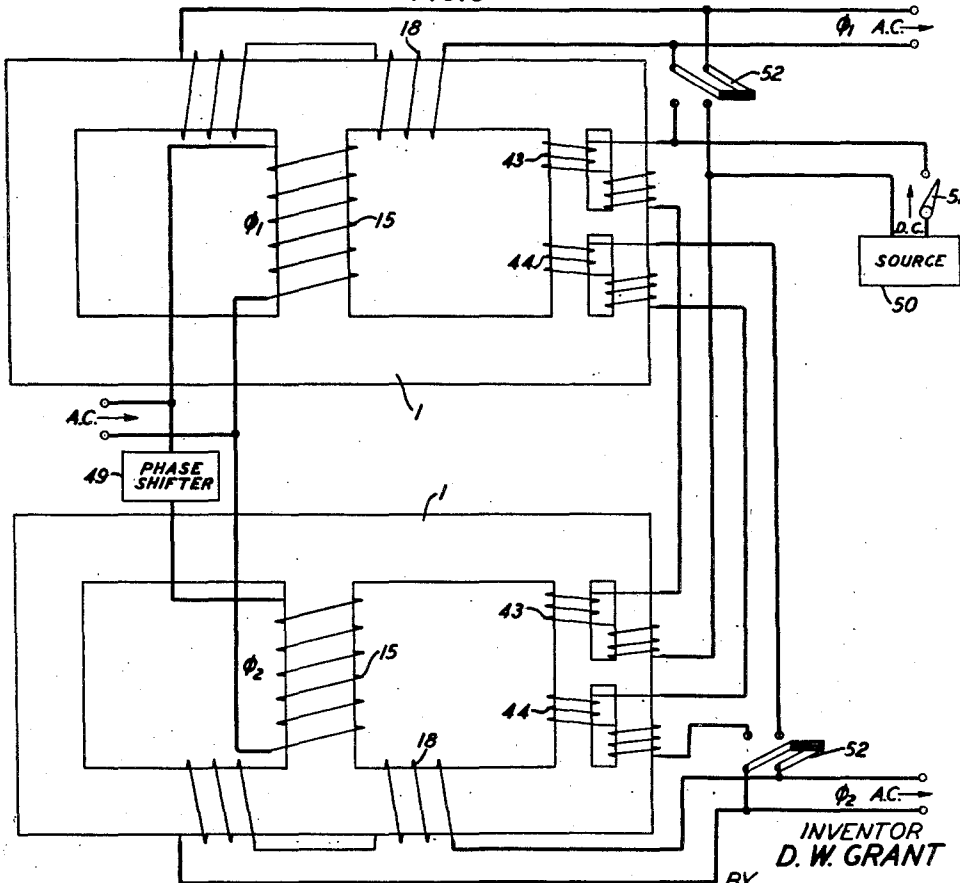 18
ϕ₁ A.C.
52
43
ϕ₁
15
44
D.C.
SOURCE
50
1
A.C.
49
PHASE
SHIFTER
1
43
ϕ₂
15
44
18
52
ϕ₂ A.C.
INVENTOR
D. W. GRANT
BY